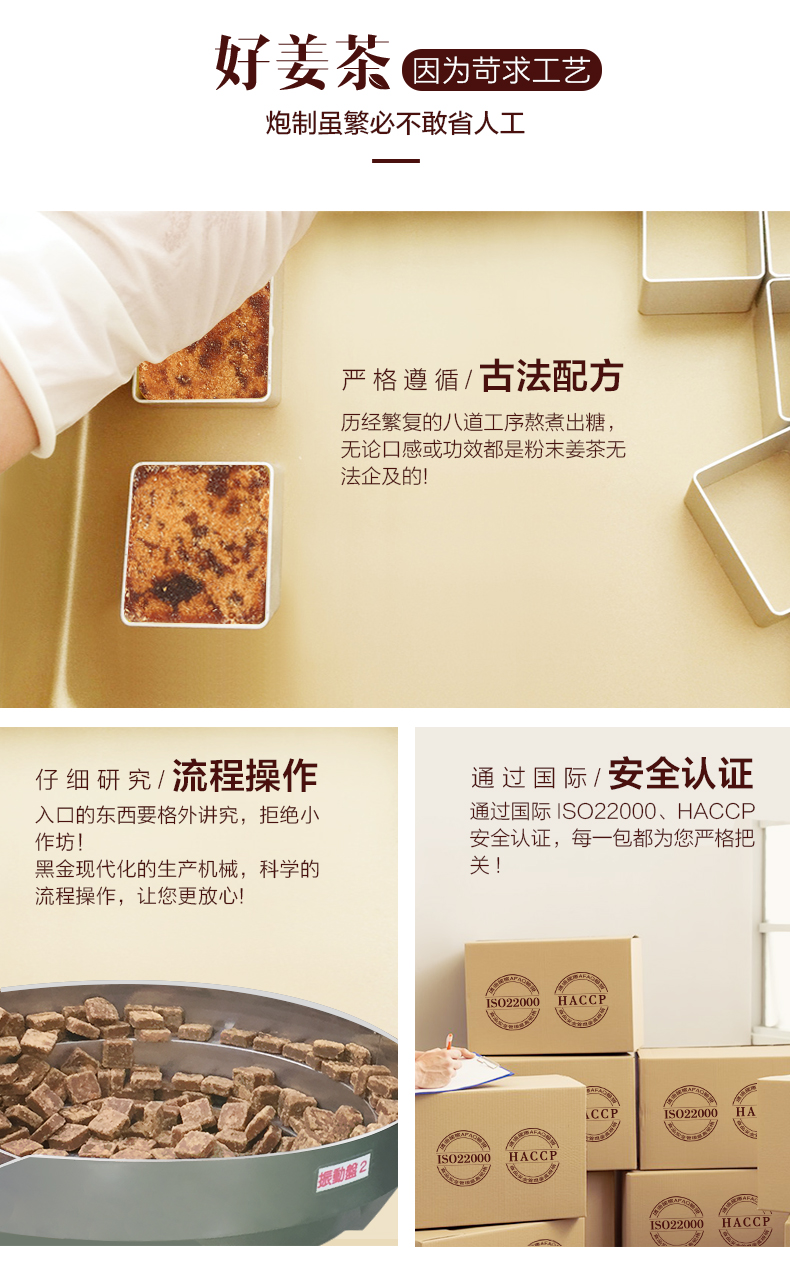 好姜茶 因为苛求工艺
炮制虽繁必不敢省人工
严格遵循/古法配方
历经繁复的八道工序熬煮出糖，
无论口感或功效都是粉末姜茶无
法企及的!
仔细研究/流程操作
入口的东西要格外讲究，拒绝小
作坊！
黑金现代化的生产机械，科学的
流程操作，让您更放心!
通过国际/安全认证
通过国际 ISO22000、HACCP
安全认证，每一包都为您严格把
关！
ISO22000
HACCP
ACCP
ISO22000
HA
ISO22000
HACCP
ISO22000
HACCP
振動盤2